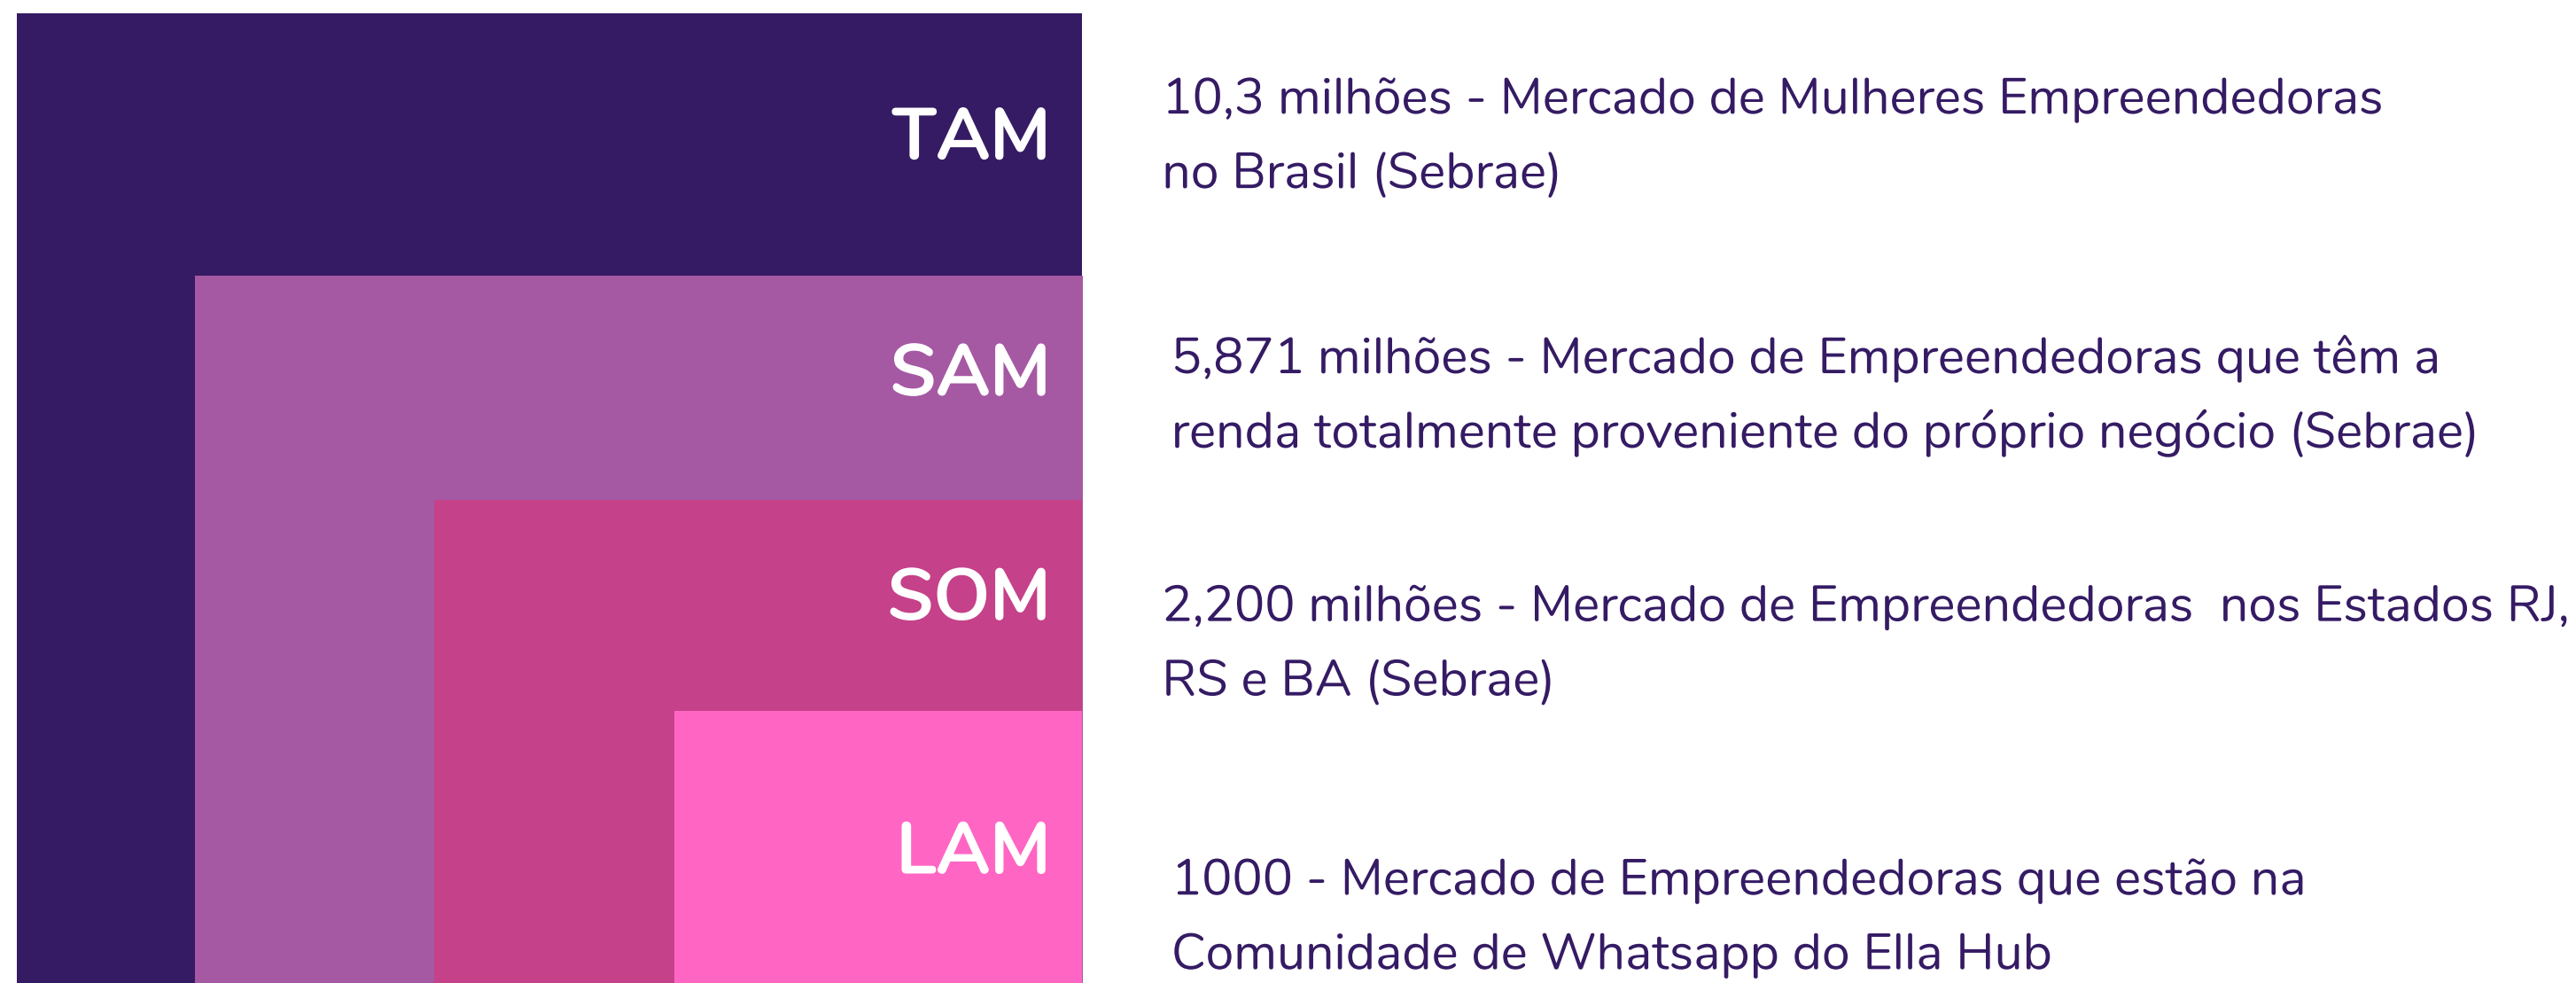 TAM
10,3 milhões - Mercado de Mulheres Empreendedoras
no Brasil (Sebrae)
SAM
5,871 milhões - Mercado de Empreendedoras que têm a
renda totalmente proveniente do próprio negócio (Sebrae)
SOM
2,200 milhões - Mercado de Empreendedoras  nos Estados RJ,
RS e BA (Sebrae)
LAM
1000 - Mercado de Empreendedoras que estão na
Comunidade de Whatsapp do Ella Hub